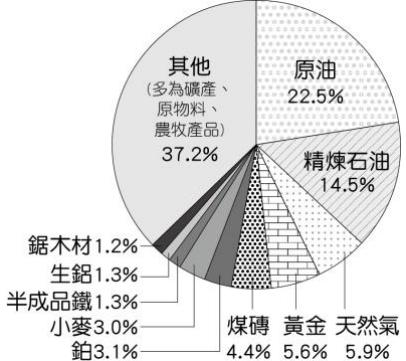 其他
(多為礦產、
原物料、
農牧產品)
37.2%
原油
22.5%
精煉石油
14.5%
鋸木材1.2%
生鋁1.3%
半成品鐵1.3%
小麥3.0%
鉑3.1%
煤磚
4.4%
黃金
5.6%
天然氣
5.9%